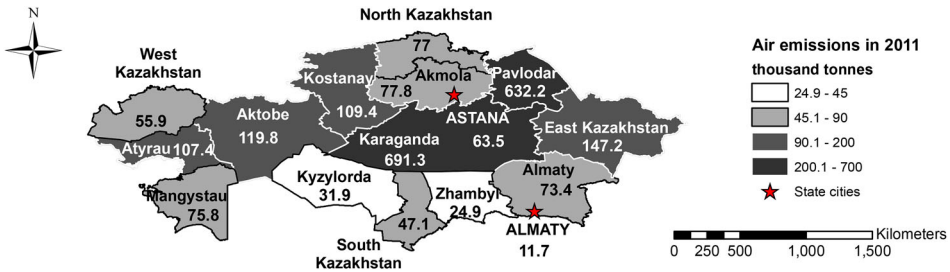 North Kazakhstan
N
77
West
Kazakhstan
Kostanay
Akmola
Pavlodar
77.8
632.2
55.9
Aktobe
109.4
ASTANA
East Kazakhstan
Atyrau
107.4
119.8
Karaganda
63.5
147.2
691.3
Almaty
Mangystau
Kyzylorda
Zhambyl
73.4
75.8
31.9
24.9
47.1
ALMATY
South
Kazakhstan
11.7
Air emissions in 2011
thousand tonnes
24.9 - 45
45.1 - 90
90.1 - 200
200.1 - 700
State cities
Kilometers
0 250 500 1,000 1,500